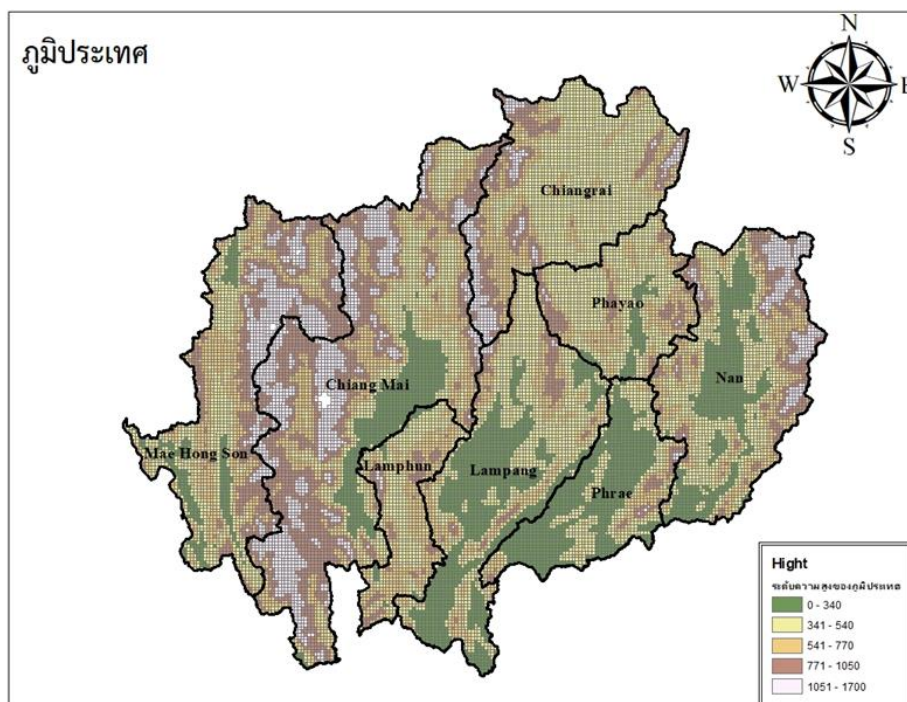 ภูมิประเทศ
N
W
E
S
Chiangrai
Phayao
Nan
Chiang Mai
Mae Hong Son
Lamphun
Lampang
Phrae
Hight
ระดับความสูงของภูมิประเทศ
0 - 340
341 - 540
541 - 770
771 - 1050
1051 - 1700